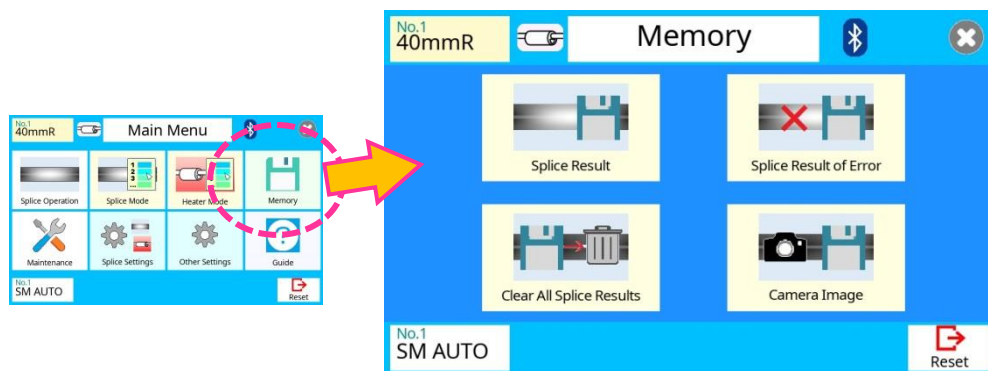 No.1
40mmR
Main Menu
Splice Operation
Splice Mode
Heater Mode
Memory
Maintenance
Splice Settings
Other Settings
Guide
No.1
SM AUTO
Reset
No.1
40mmR
Memory
Splice Result
Splice Result of Error
Clear All Splice Results
Camera Image
No.1
SM AUTO
Reset